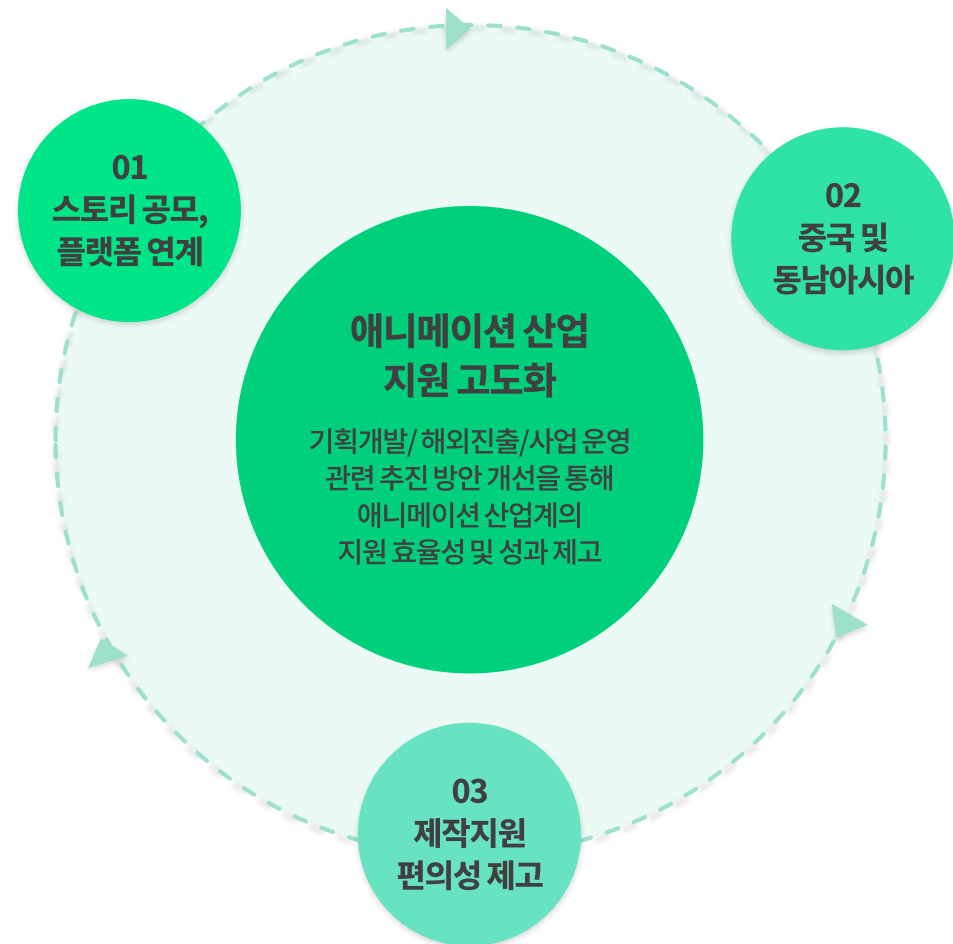 01
스토리 공모,
플랫폼 연계
02
중국 및
동남아시아
애니메이션 산업
지원 고도화
기획개발/ 해외진출/사업 운영
관련 추진 방안 개선을 통해
애니메이션 산업계의
지원 효율성 및 성과 제고
03
제작지원
편의성 제고